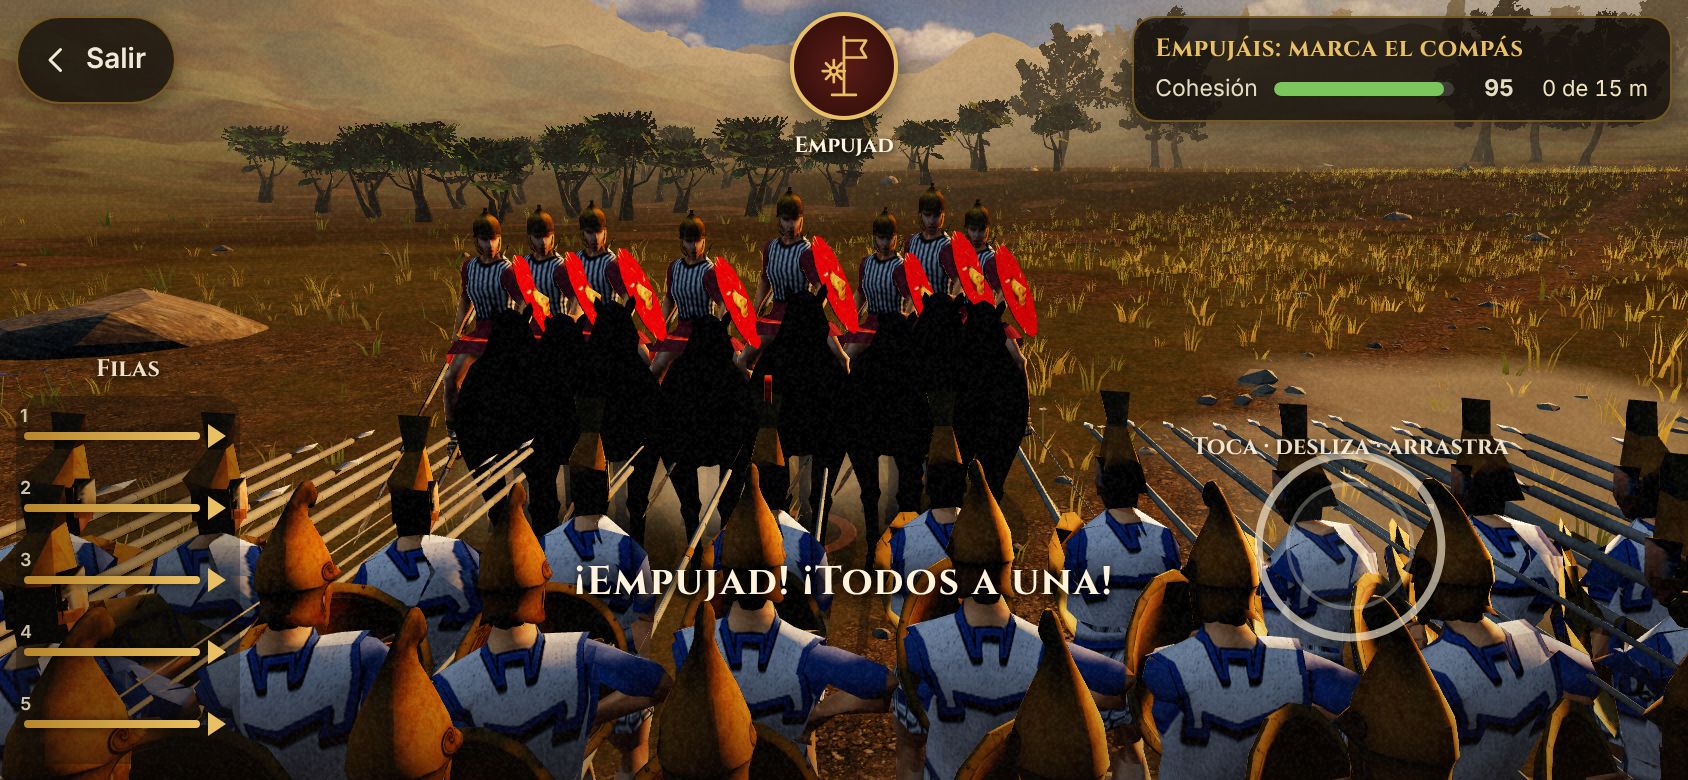 Salir
Empujad
Empujáis: marca el compás
Cohesión 95 0 de 15 m
Filas
1
2
3
4
5
Toca · desliza · arrastra
¡Empujad! ¡Todos a una!